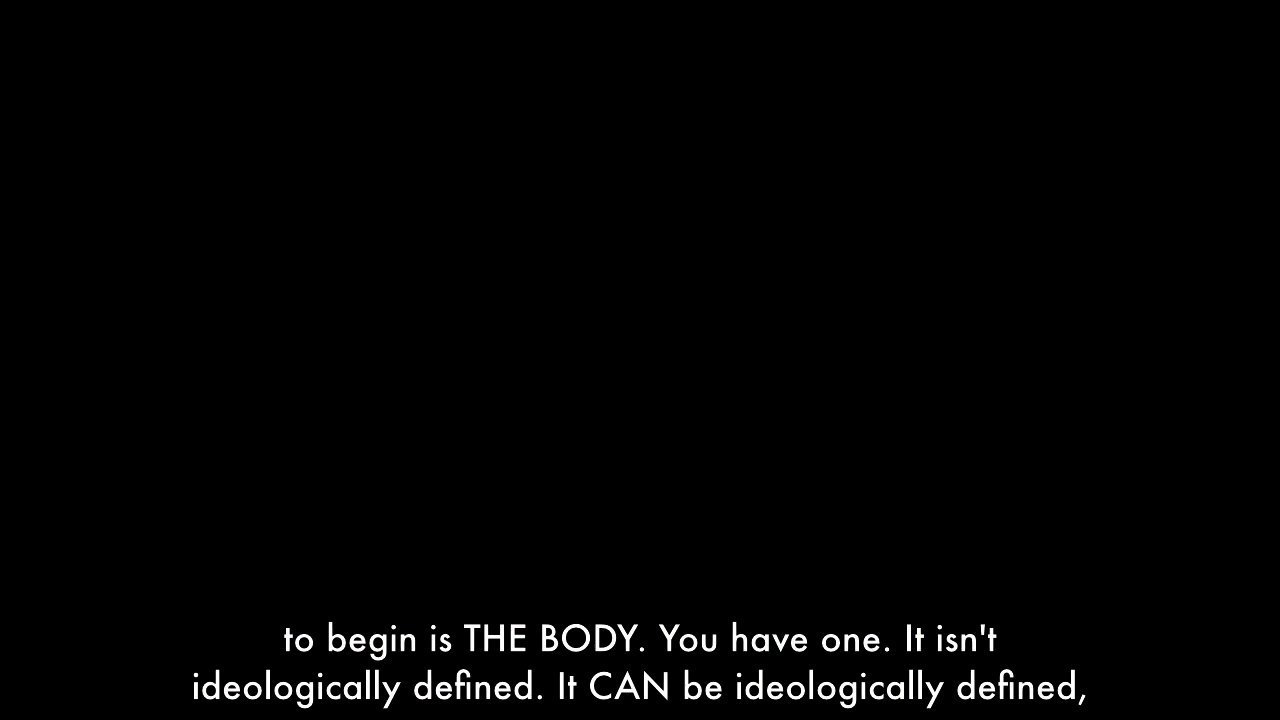 to begin is THE BODY. You have one. It isn't
ideologically defined. It CAN be ideologically defined,